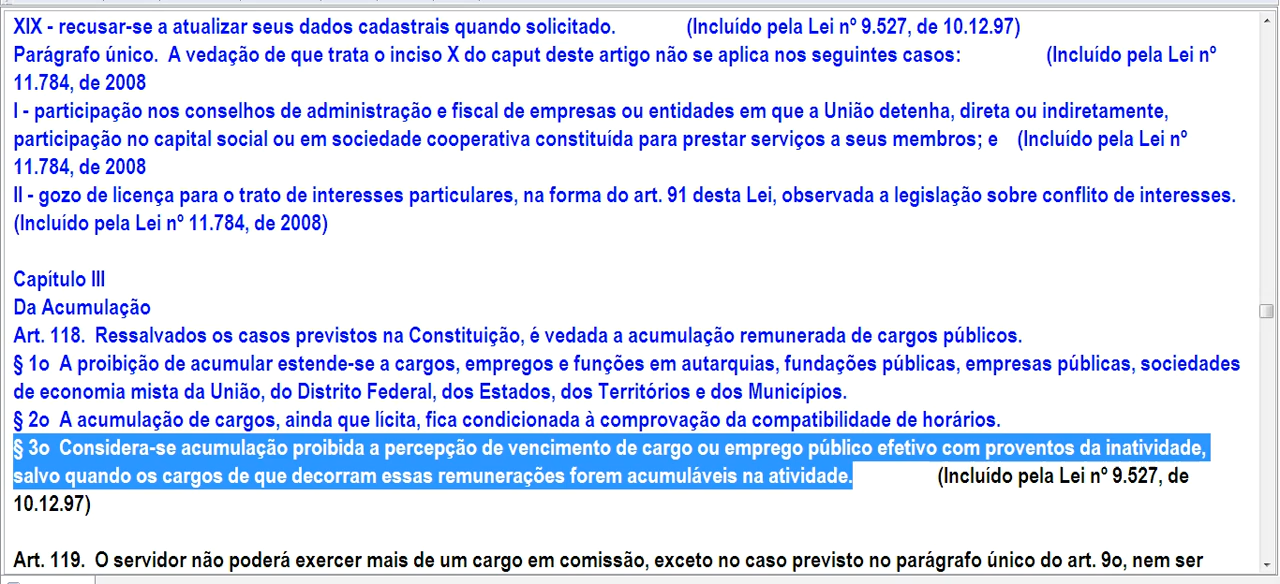 XIX - recusar-se a atualizar seus dados cadastrais quando solicitado. (Incluído pela Lei nº 9.527, de 10.12.97)
Parágrafo único. A vedação de que trata o inciso X do caput deste artigo não se aplica nos seguintes casos: (Incluído pela Lei nº
11.784, de 2008
I - participação nos conselhos de administração e fiscal de empresas ou entidades em que a União detenha, direta ou indiretamente,
participação no capital social ou em sociedade cooperativa constituída para prestar serviços a seus membros; e (Incluído pela Lei nº
11.784, de 2008
II - gozo de licença para o trato de interesses particulares, na forma do art. 91 desta Lei, observada a legislação sobre conflito de interesses.
(Incluído pela Lei nº 11.784, de 2008)
Capítulo III
Da Acumulação
Art. 118. Ressalvados os casos previstos na Constituição, é vedada a acumulação remunerada de cargos públicos.
§ 1o A proibição de acumular estende-se a cargos, empregos e funções em autarquias, fundações públicas, empresas públicas, sociedades
de economia mista da União, do Distrito Federal, dos Estados, dos Territórios e dos Municípios.
§ 2o A acumulação de cargos, ainda que lícita, fica condicionada à comprovação da compatibilidade de horários.
§ 3o Considera-se acumulação proibida a percepção de vencimento de cargo ou emprego público efetivo com proventos da inatividade,
salvo quando os cargos de que decorram essas remunerações forem acumuláveis na atividade. (Incluído pela Lei nº 9.527, de
10.12.97)
Art. 119. O servidor não poderá exercer mais de um cargo em comissão, exceto no caso previsto no parágrafo único do art. 9o, nem ser